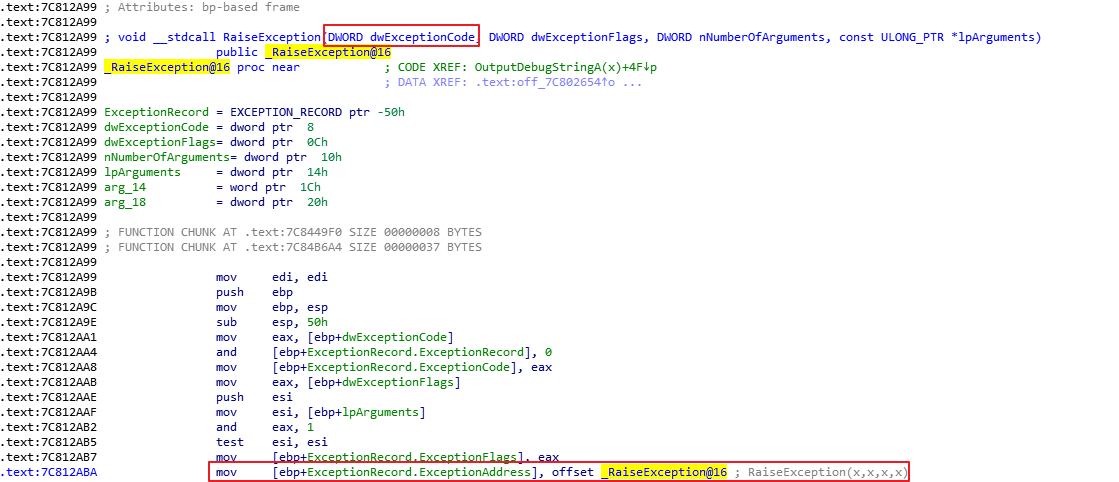 .text:7C812A99 ; Attributes: bp-based frame
.text:7C812A99
.text:7C812A99 ; void __stdcall RaiseException(DWORD dwExceptionCode, DWORD dwExceptionFlags, DWORD nNumberOfArguments, const ULONG_PTR *lpArguments)
.text:7C812A99 public _RaiseException@16
.text:7C812A99 _RaiseException@16 proc near ; CODE XREF: OutputDebugStringA(x)+4F↓p
.text:7C812A99 ; DATA XREF: .text:off_7C802654↑o ...
.text:7C812A99
.text:7C812A99 ExceptionRecord = EXCEPTION_RECORD ptr -50h
.text:7C812A99 dwExceptionCode = dword ptr 8
.text:7C812A99 dwExceptionFlags= dword ptr 0Ch
.text:7C812A99 nNumberOfArguments= dword ptr 10h
.text:7C812A99 lpArguments = dword ptr 14h
.text:7C812A99 arg_14 = word ptr 1Ch
.text:7C812A99 arg_18 = dword ptr 20h
.text:7C812A99
.text:7C812A99 ; FUNCTION CHUNK AT .text:7C8449F0 SIZE 00000008 BYTES
.text:7C812A99 ; FUNCTION CHUNK AT .text:7C84B6A4 SIZE 00000037 BYTES
.text:7C812A99
.text:7C812A99 mov edi, edi
.text:7C812A9B push ebp
.text:7C812A9C mov ebp, esp
.text:7C812A9E sub esp, 50h
.text:7C812AA1 mov eax, [ebp+dwExceptionCode]
.text:7C812AA4 and [ebp+ExceptionRecord.ExceptionRecord], 0
.text:7C812AA8 mov [ebp+ExceptionRecord.ExceptionCode], eax
.text:7C812AAB mov eax, [ebp+dwExceptionFlags]
.text:7C812AAE push esi
.text:7C812AAF mov esi, [ebp+lpArguments]
.text:7C812AB2 and eax, 1
.text:7C812AB5 test esi, esi
.text:7C812AB7 mov [ebp+ExceptionRecord.ExceptionFlags], eax
.text:7C812ABA mov [ebp+ExceptionRecord.ExceptionAddress], offset _RaiseException@16 ; RaiseException(x,x,x,x)